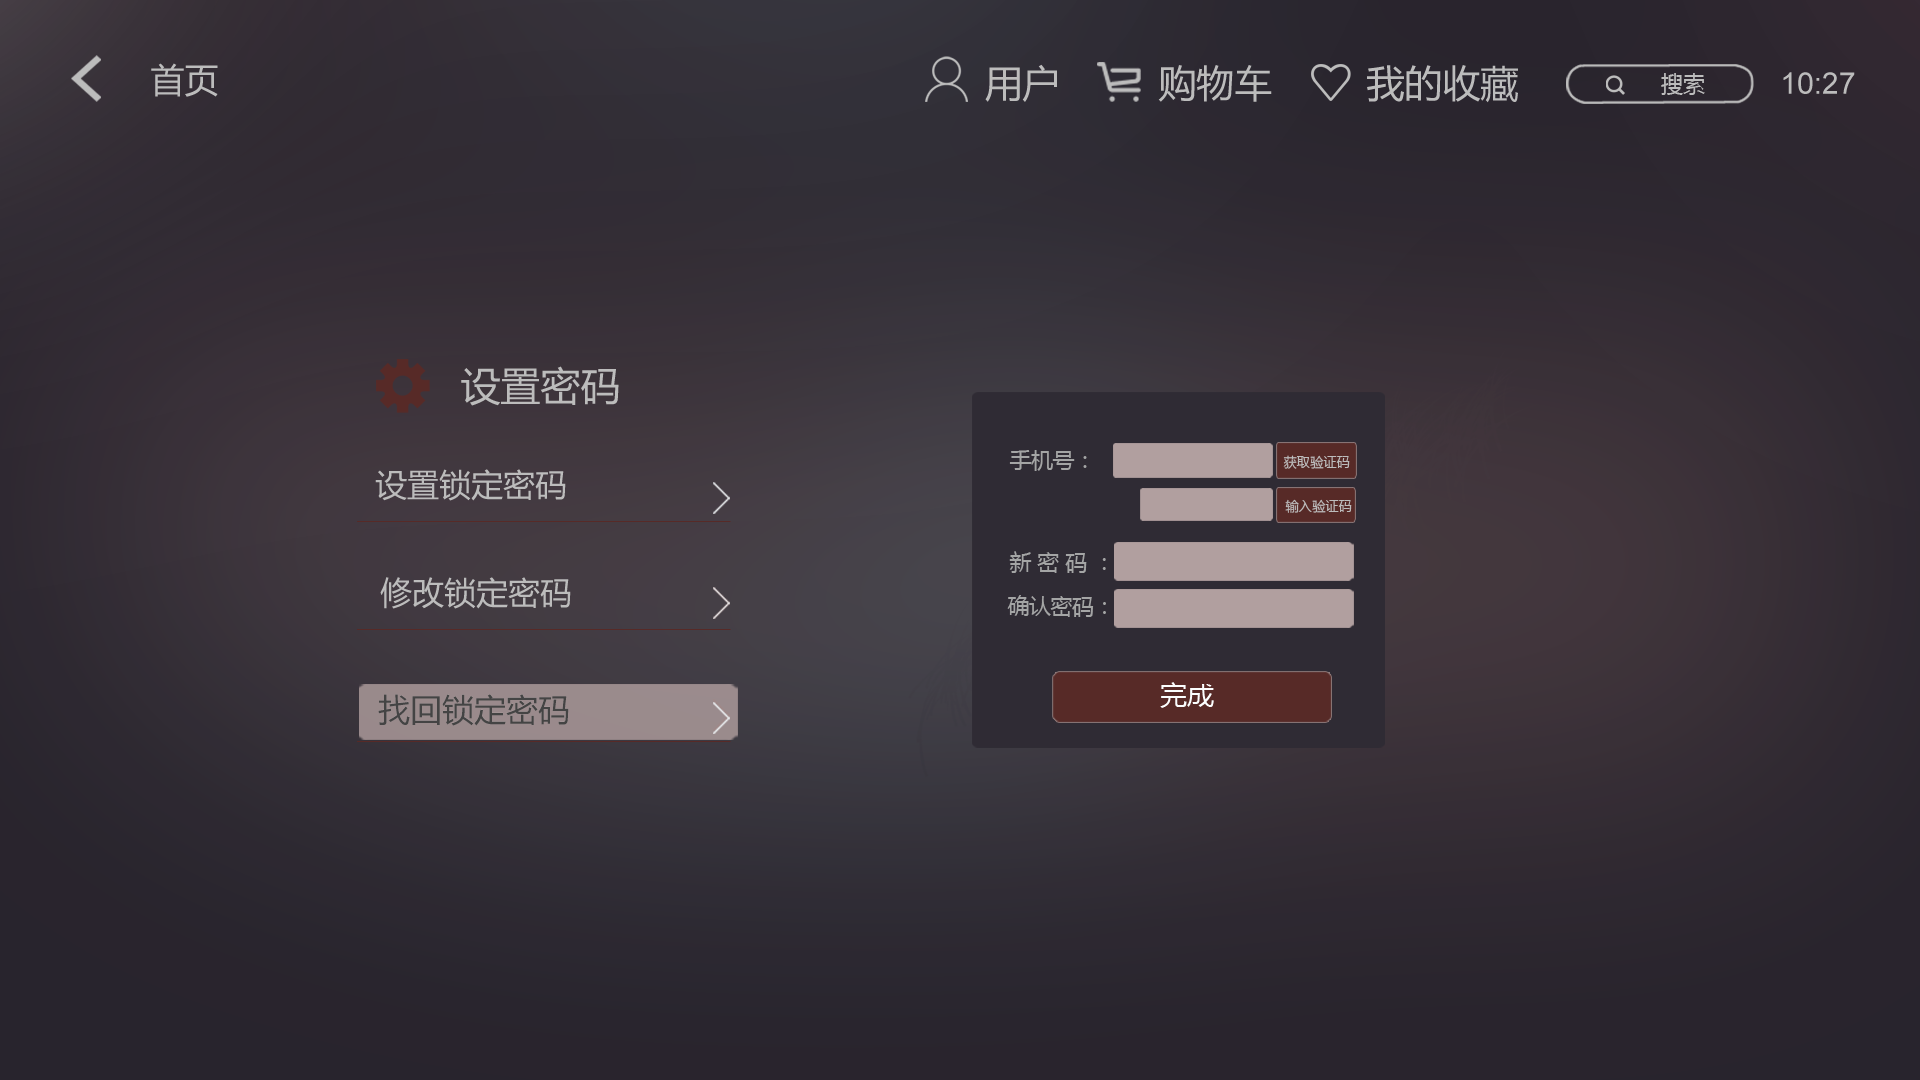 首页
用户
购物车
我的收藏
搜索
10:27
设置密码
设置锁定密码
修改锁定密码
找回锁定密码
手机号：
获取验证码
输入验证码
新 密 码 ：
确认密码：
完成